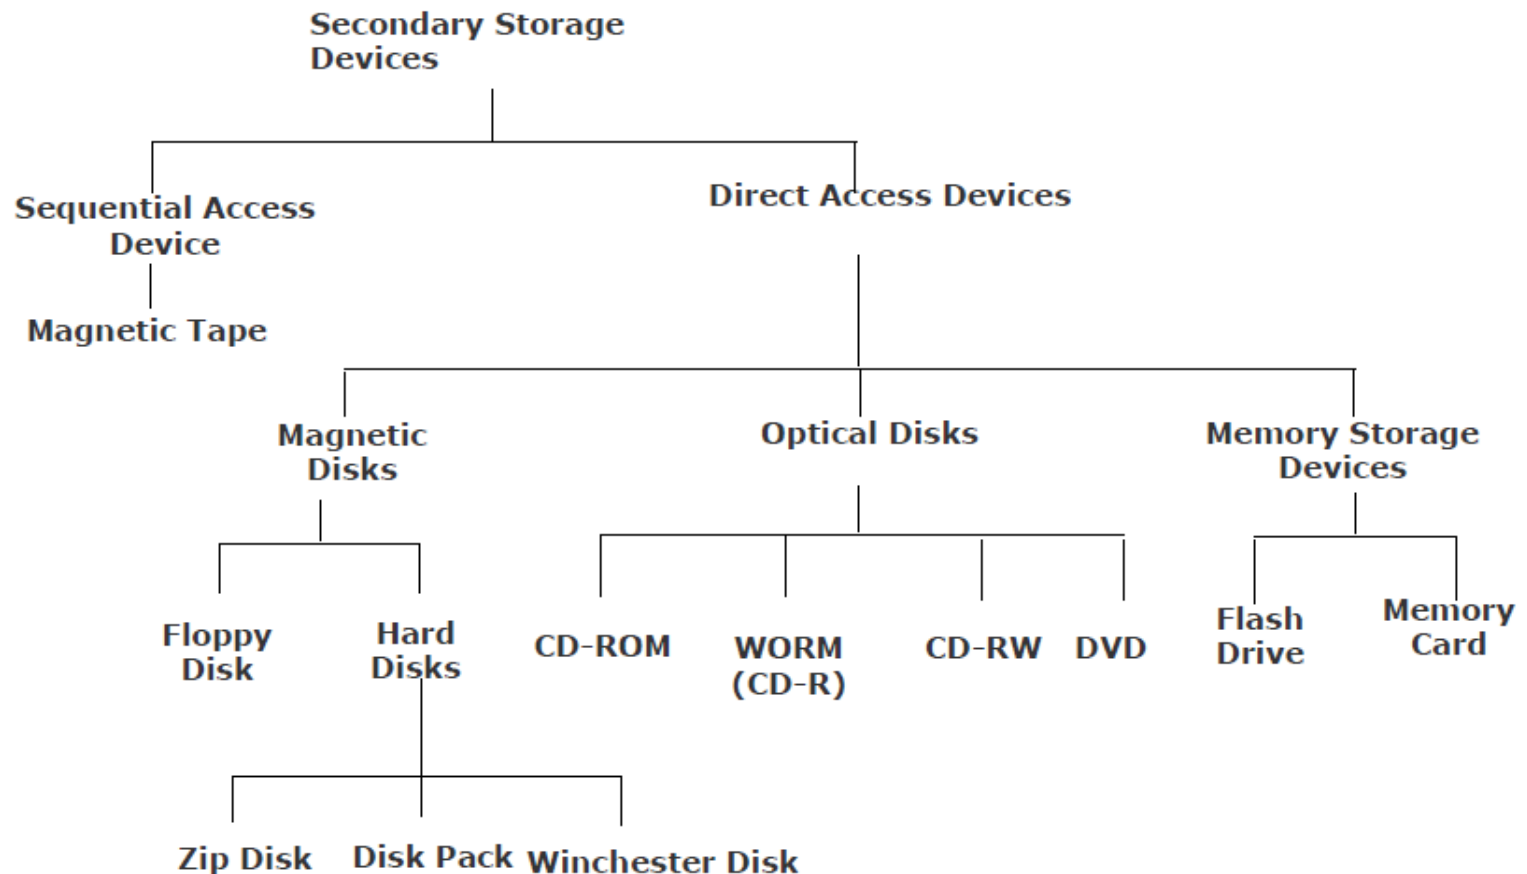 Secondary Storage
Devices
Sequential Access
Device
Direct Access Devices
Magnetic Tape
Magnetic
Disks
Optical Disks
Memory Storage
Devices
Floppy
Disk
Hard
Disks
CD-ROM
WORM
(CD-R)
CD-RW
DVD
Flash
Drive
Memory
Card
Zip Disk
Disk Pack
Winchester Disk